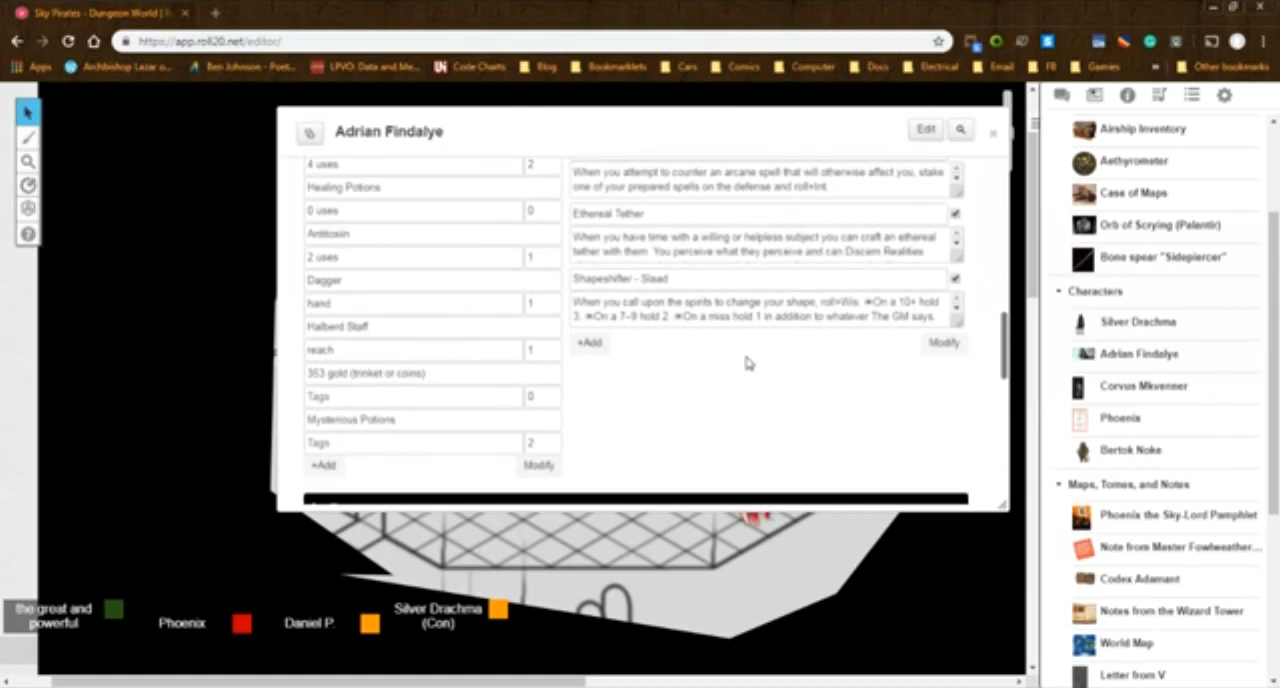 Sky Pirates - Dungeon World |
https://app.roll20.net/editor/
Apps
Archbishop Lazar o...
Ben Johnson - Poet...
LPVO: Data and Me...
Code Charts
Blog
Bookmarklets
Cars
Comics
Computer
Docs
Electrical
Email
FB
Games
»
Other bookmarks
Adrian Findalye
Edit
4 uses
2
Healing Potions
0 uses
0
Antitoxin
2 uses
1
Dagger
hand
1
Halberd Staff
reach
1
353 gold (trinket or coins)
Tags
0
Mysterious Potions
Tags
2
+Add
Modify
When you attempt to counter an arcane spell that will otherwise affect you, stake
one of your prepared spells on the defense and roll+Int.
Ethereal Tether
When you have time with a willing or helpless subject you can craft an ethereal
tether with them. You perceive what they perceive and can Discern Realities
Shapeshifter - Slaad
When you call upon the spirits to change your shape, roll+Wis. On a 10+ hold
3. On a 7–9 hold 2. On a miss hold 1 in addition to whatever The GM says.
+Add
Modify
the great and
powerful
Phoenix
Daniel P.
Silver Drachma
(Con)
Airship Inventory
Aethyrometer
Case of Maps
Orb of Scrying (Palantir)
Bone spear "Sidepiercer"
Characters
Silver Drachma
Adrian Findalye
Corvus Mkvenner
Phoenix
Bertok Noke
Maps, Tomes, and Notes
Phoenix the Sky-Lord Pamphlet
Note from Master Fowlweather...
Codex Adamant
Notes from the Wizard Tower
World Map
Letter from V